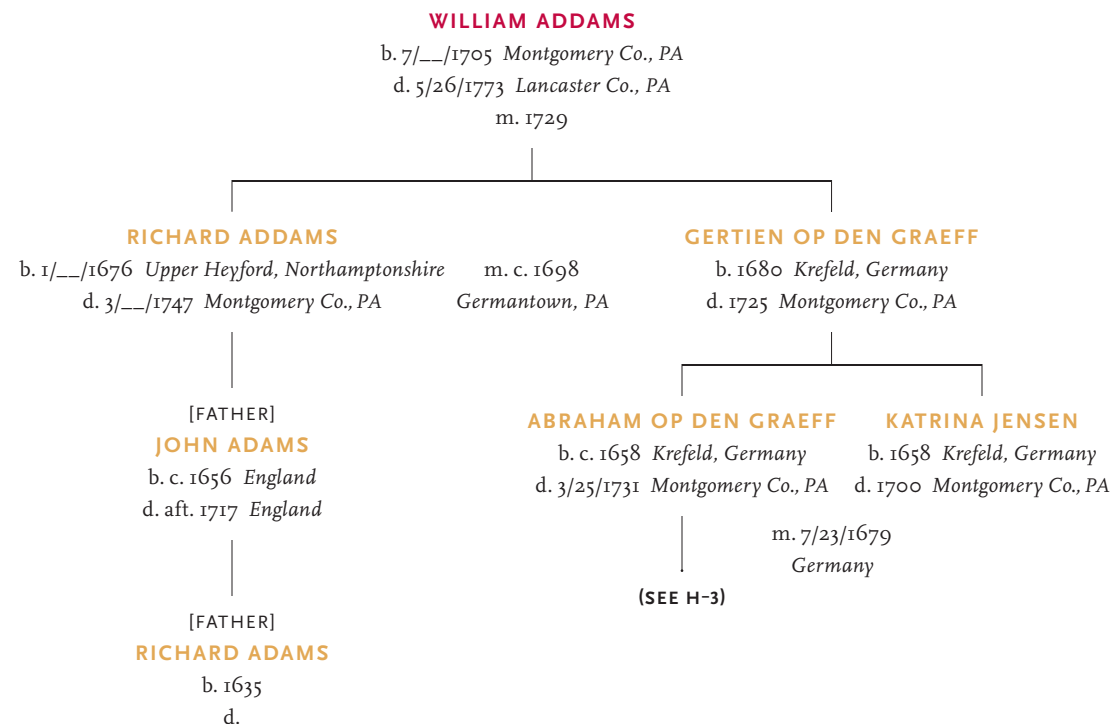 WILLIAM ADDAMS
b. 7/__/1705 Montgomery Co., PA
d. 5/26/1773 Lancaster Co., PA
m. 1729
RICHARD ADDAMS
b. 1/__/1676 Upper Heyford, Northamptonshire
d. 3/__/1747 Montgomery Co., PA
m. c. 1698
Germantown, PA
GERTIEN OP DEN GRAEFF
b. 1680 Krefeld, Germany
d. 1725 Montgomery Co., PA
[FATHER]
JOHN ADAMS
b. c. 1656 England
d. aft. 1717 England
ABRAHAM OP DEN GRAEFF
b. c. 1658 Krefeld, Germany
d. 3/25/1731 Montgomery Co., PA
KATRINA JENSEN
b. 1658 Krefeld, Germany
d. 1700 Montgomery Co., PA
m. 7/23/1679
Germany
(SEE H–3)
[FATHER]
RICHARD ADAMS
b. 1635
d.